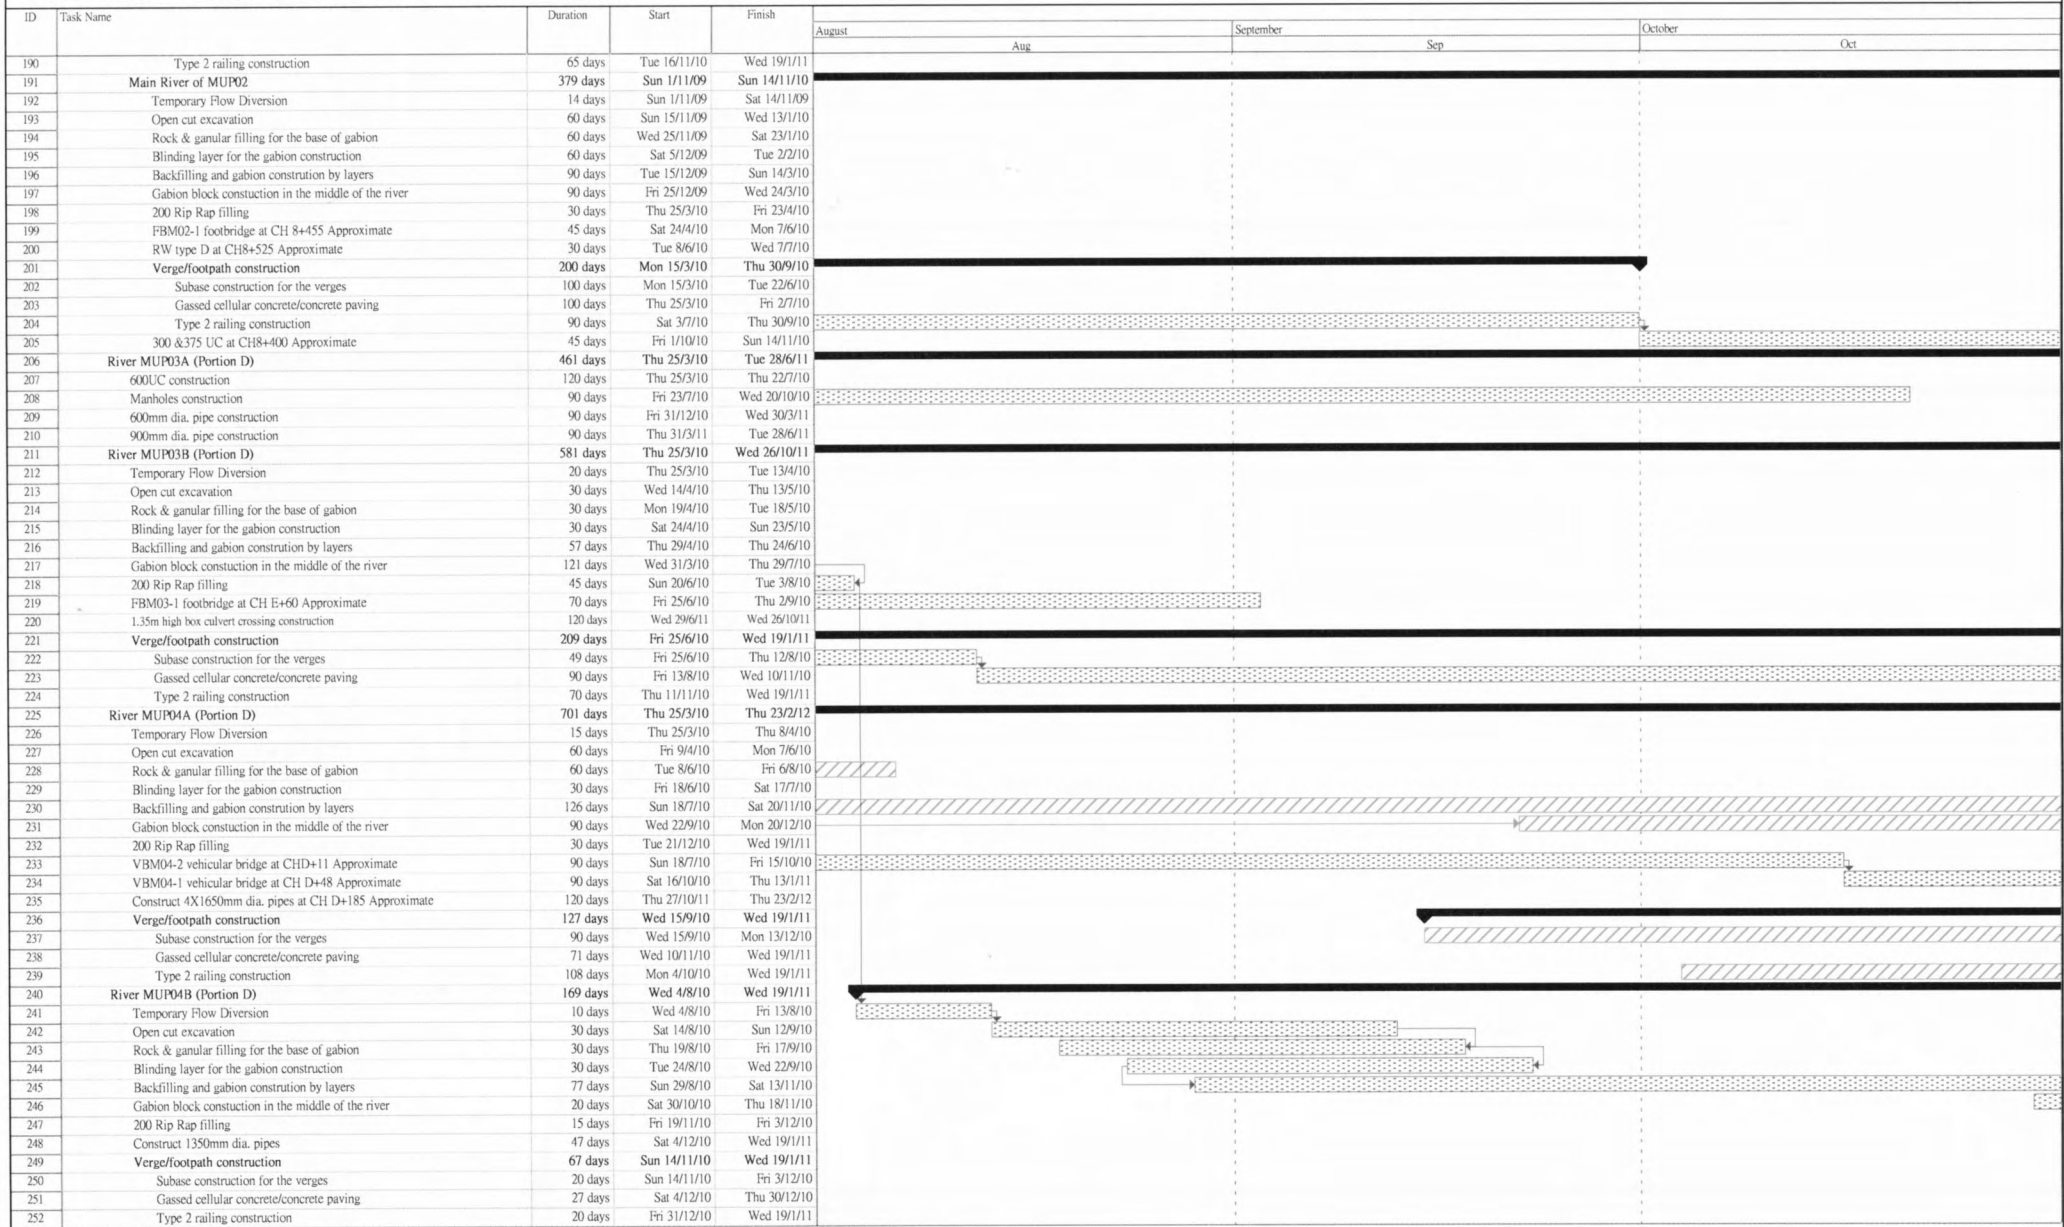 ID Task Name Duration Start Finish
August September October
Aug Sep Oct
190 Type 2 railing construction 65 days Tue 16/11/10 Wed 19/1/11
191 Main River of MUP02 379 days Sun 1/11/09 Sun 14/11/10
192 Temporary Flow Diversion 14 days Sun 1/11/09 Sat 14/11/09
193 Open cut excavation 60 days Sun 15/11/09 Wed 13/1/10
194 Rock & ganular filling for the base of gabion 60 days Wed 25/11/09 Sat 23/1/10
195 Blinding layer for the gabion construction 60 days Sat 5/12/09 Tue 2/2/10
196 Backfilling and gabion constrution by layers 90 days Tue 15/12/09 Sun 14/3/10
197 Gabion block constuction in the middle of the river 90 days Fri 25/12/09 Wed 24/3/10
198 200 Rip Rap filling 30 days Thu 25/3/10 Fri 23/4/10
199 FBM02-1 footbridge at CH 8+455 Approximate 45 days Sat 24/4/10 Mon 7/6/10
200 RW type D at CH8+525 Approximate 30 days Tue 8/6/10 Wed 7/7/10
201 Verge/footpath construction 200 days Mon 15/3/10 Thu 30/9/10
202 Subase construction for the verges 100 days Mon 15/3/10 Tue 22/6/10
203 Gassed cellular concrete/concrete paving 100 days Thu 25/3/10 Fri 2/7/10
204 Type 2 railing construction 90 days Sat 3/7/10 Thu 30/9/10
205 300 &375 UC at CH8+400 Approximate 45 days Fri 1/10/10 Sun 14/11/10
206 River MUP03A (Portion D) 461 days Thu 25/3/10 Tue 28/6/11
207 600UC construction 120 days Thu 25/3/10 Thu 22/7/10
208 Manholes construction 90 days Fri 23/7/10 Wed 20/10/10
209 600mm dia. pipe construction 90 days Fri 31/12/10 Wed 30/3/11
210 900mm dia. pipe construction 90 days Thu 31/3/11 Tue 28/6/11
211 River MUP03B (Portion D) 581 days Thu 25/3/10 Wed 26/10/11
212 Temporary Flow Diversion 20 days Thu 25/3/10 Tue 13/4/10
213 Open cut excavation 30 days Wed 14/4/10 Thu 13/5/10
214 Rock & ganular filling for the base of gabion 30 days Mon 19/4/10 Tue 18/5/10
215 Blinding layer for the gabion construction 30 days Sat 24/4/10 Sun 23/5/10
216 Backfilling and gabion constrution by layers 57 days Thu 29/4/10 Thu 24/6/10
217 Gabion block constuction in the middle of the river 121 days Wed 31/3/10 Thu 29/7/10
218 200 Rip Rap filling 45 days Sun 20/6/10 Tue 3/8/10
219 FBM03-1 footbridge at CH E+60 Approximate 70 days Fri 25/6/10 Thu 2/9/10
220 1.35m high box culvert crossing construction 120 days Wed 29/6/11 Wed 26/10/11
221 Verge/footpath construction 209 days Fri 25/6/10 Wed 19/1/11
222 Subase construction for the verges 49 days Fri 25/6/10 Thu 12/8/10
223 Gassed cellular concrete/concrete paving 90 days Fri 13/8/10 Wed 10/11/10
224 Type 2 railing construction 70 days Thu 11/11/10 Wed 19/1/11
225 River MUP04A (Portion D) 701 days Thu 25/3/10 Thu 23/2/12
226 Temporary Flow Diversion 15 days Thu 25/3/10 Thu 8/4/10
227 Open cut excavation 60 days Fri 9/4/10 Mon 7/6/10
228 Rock & ganular filling for the base of gabion 60 days Tue 8/6/10 Fri 6/8/10
229 Blinding layer for the gabion construction 30 days Fri 18/6/10 Sat 17/7/10
230 Backfilling and gabion constrution by layers 126 days Sun 18/7/10 Sat 20/11/10
231 Gabion block constuction in the middle of the river 90 days Wed 22/9/10 Mon 20/12/10
232 200 Rip Rap filling 30 days Tue 21/12/10 Wed 19/1/11
233 VBM04-2 vehicular bridge at CHD+11 Approximate 90 days Sun 18/7/10 Fri 15/10/10
234 VBM04-1 vehicular bridge at CH D+48 Approximate 90 days Sat 16/10/10 Thu 13/1/11
235 Construct 4X1650mm dia. pipes at CH D+185 Approximate 120 days Thu 27/10/11 Thu 23/2/12
236 Verge/footpath construction 127 days Wed 15/9/10 Wed 19/1/11
237 Subase construction for the verges 90 days Wed 15/9/10 Mon 13/12/10
238 Gassed cellular concrete/concrete paving 71 days Wed 10/11/10 Wed 19/1/11
239 Type 2 railing construction 108 days Mon 4/10/10 Wed 19/1/11
240 River MUP04B (Portion D) 169 days Wed 4/8/10 Wed 19/1/11
241 Temporary Flow Diversion 10 days Wed 4/8/10 Fri 13/8/10
242 Open cut excavation 30 days Sat 14/8/10 Sun 12/9/10
243 Rock & ganular filling for the base of gabion 30 days Thu 19/8/10 Fri 17/9/10
244 Blinding layer for the gabion construction 30 days Tue 24/8/10 Wed 22/9/10
245 Backfilling and gabion constrution by layers 77 days Sun 29/8/10 Sat 13/11/10
246 Gabion block constuction in the middle of the river 20 days Sat 30/10/10 Thu 18/11/10
247 200 Rip Rap filling 15 days Fri 19/11/10 Fri 3/12/10
248 Construct 1350mm dia. pipes 47 days Sat 4/12/10 Wed 19/1/11
249 Verge/footpath construction 67 days Sun 14/11/10 Wed 19/1/11
250 Subase construction for the verges 20 days Sun 14/11/10 Fri 3/12/10
251 Gassed cellular concrete/concrete paving 27 days Sat 4/12/10 Thu 30/12/10
252 Type 2 railing construction 20 days Fri 31/12/10 Wed 19/1/11